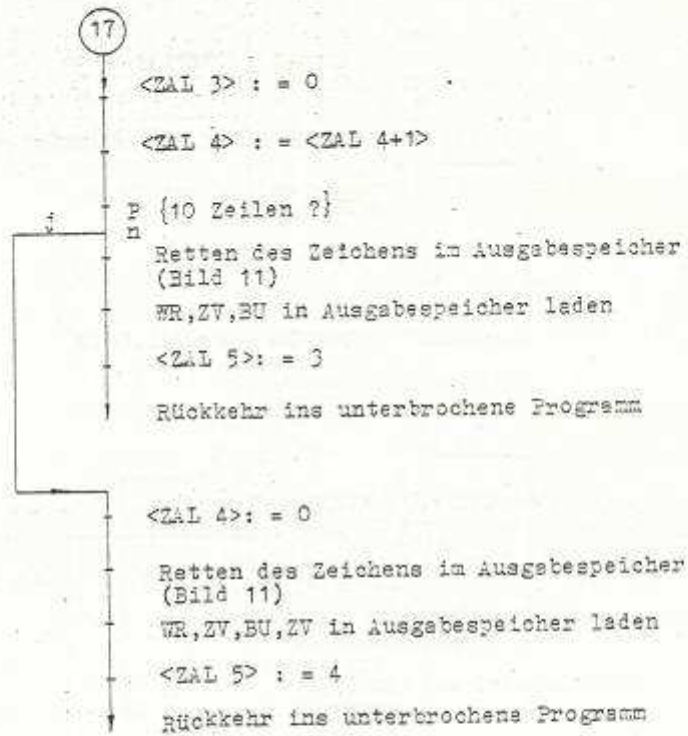 17
<ZAL 3> : = 0
<ZAL 4> : = <ZAL 4+1>
P {10 Zeilen ?}
j
n
Retten des Zeichens im Ausgabespeicher
(Bild 11)
WR,ZV,BU in Ausgabespeicher laden
<ZAL 5>: = 3
Rückkehr ins unterbrochene Programm
<ZAL 4>: = 0
Retten des Zeichens im Ausgabespeicher
(Bild 11)
WR,ZV,BU,ZV in Ausgabespeicher laden
<ZAL 5> : = 4
Rückkehr ins unterbrochene Programm